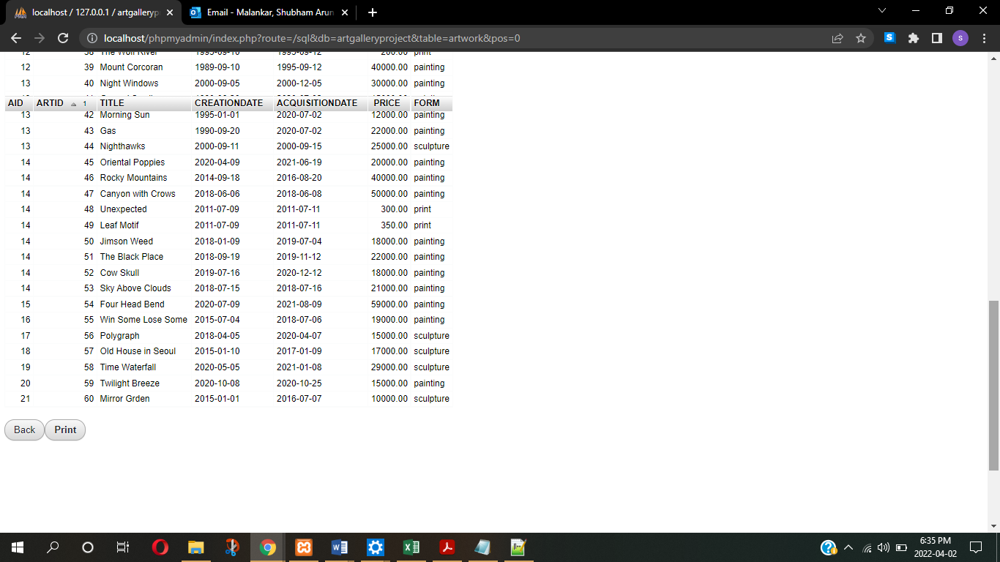 localhost / 127.0.0.1 / artgalleryp
Email - Malankar, Shubham Arun
localhost/phpmyadmin/index.php?route=/sql&db=artgalleryproject&table=artwork&pos=0
S
S
12 38 The Wolf River 1995-09-10 1995-09-12 200.00 print
12 39 Mount Corcoran 1989-09-10 1995-09-12 40000.00 painting
13 40 Night Windows 2000-09-05 2000-12-05 30000.00 painting
AID ARTID 1 TITLE CREATIONDATE ACQUISITIONDATE PRICE FORM
13 42 Morning Sun 1995-01-01 2020-07-02 12000.00 painting
13 43 Gas 1990-09-20 2020-07-02 22000.00 painting
13 44 Nighthawks 2000-09-11 2000-09-15 25000.00 sculpture
14 45 Oriental Poppies 2020-04-09 2021-06-19 20000.00 painting
14 46 Rocky Mountains 2014-09-18 2016-08-20 40000.00 painting
14 47 Canyon with Crows 2018-06-06 2018-06-08 50000.00 painting
14 48 Unexpected 2011-07-09 2011-07-11 300.00 print
14 49 Leaf Motif 2011-07-09 2011-07-11 350.00 print
14 50 Jimson Weed 2018-01-09 2019-07-04 18000.00 painting
14 51 The Black Place 2018-09-19 2019-11-12 22000.00 painting
14 52 Cow Skull 2019-07-16 2020-12-12 18000.00 painting
14 53 Sky Above Clouds 2018-07-15 2018-07-16 21000.00 painting
15 54 Four Head Bend 2020-07-09 2021-08-09 59000.00 painting
16 55 Win Some Lose Some 2015-07-04 2018-07-06 19000.00 painting
17 56 Polygraph 2018-04-05 2020-04-07 15000.00 sculpture
18 57 Old House in Seoul 2015-01-10 2017-01-09 17000.00 sculpture
19 58 Time Waterfall 2020-05-05 2021-01-08 29000.00 sculpture
20 59 Twilight Breeze 2020-10-08 2020-10-25 15000.00 painting
21 60 Mirror Grden 2015-01-01 2016-07-07 10000.00 sculpture
Back Print
6:35 PM
2022-04-02